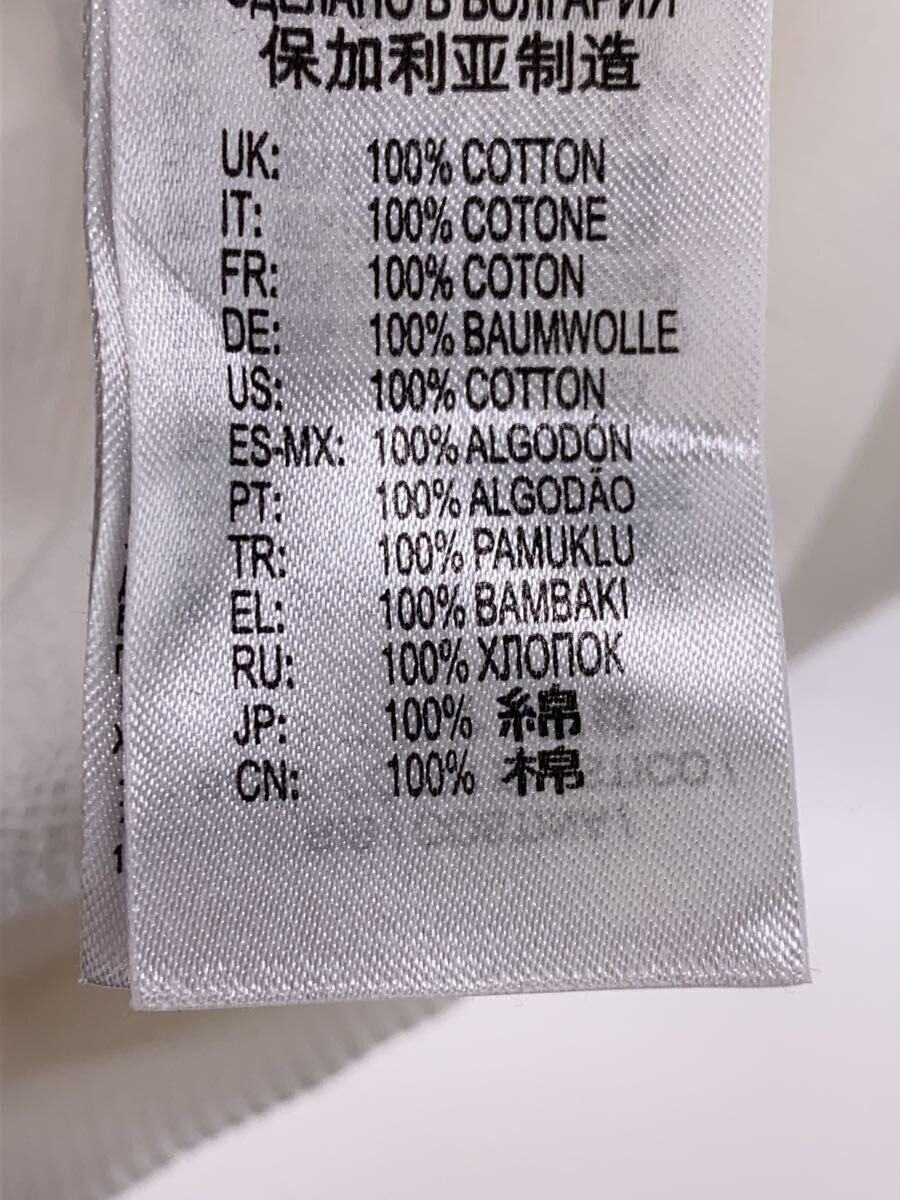 СДЕЛАНО В БОЛГАРИЯ
保加利亚制造
UK: 100% COTTON
IT: 100% COTONE
FR: 100% COTON
DE: 100% BAUMWOLLE
US: 100% COTTON
ES-MX: 100% ALGODÓN
PT: 100% ALGODÃO
TR: 100% PAMUKLU
EL: 100% BAMBAKI
RU: 100% ХЛОПОК
JP: 100% 綿
CN: 100% 棉